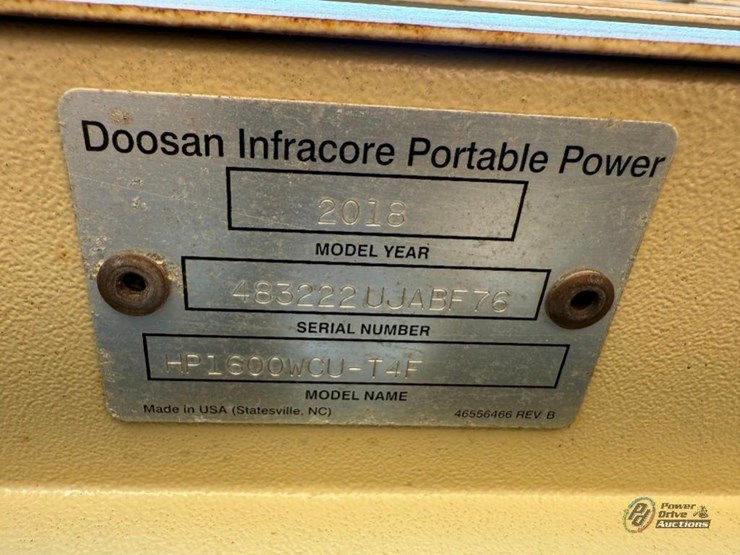 Doosan Infracore Portable Power
2018
MODEL YEAR
483222UJABF76
SERIAL NUMBER
HP1600WCU-T4F
MODEL NAME
Made in USA (Statesville, NC)
46556466 REV B
PD
Power
Drive
Auctions